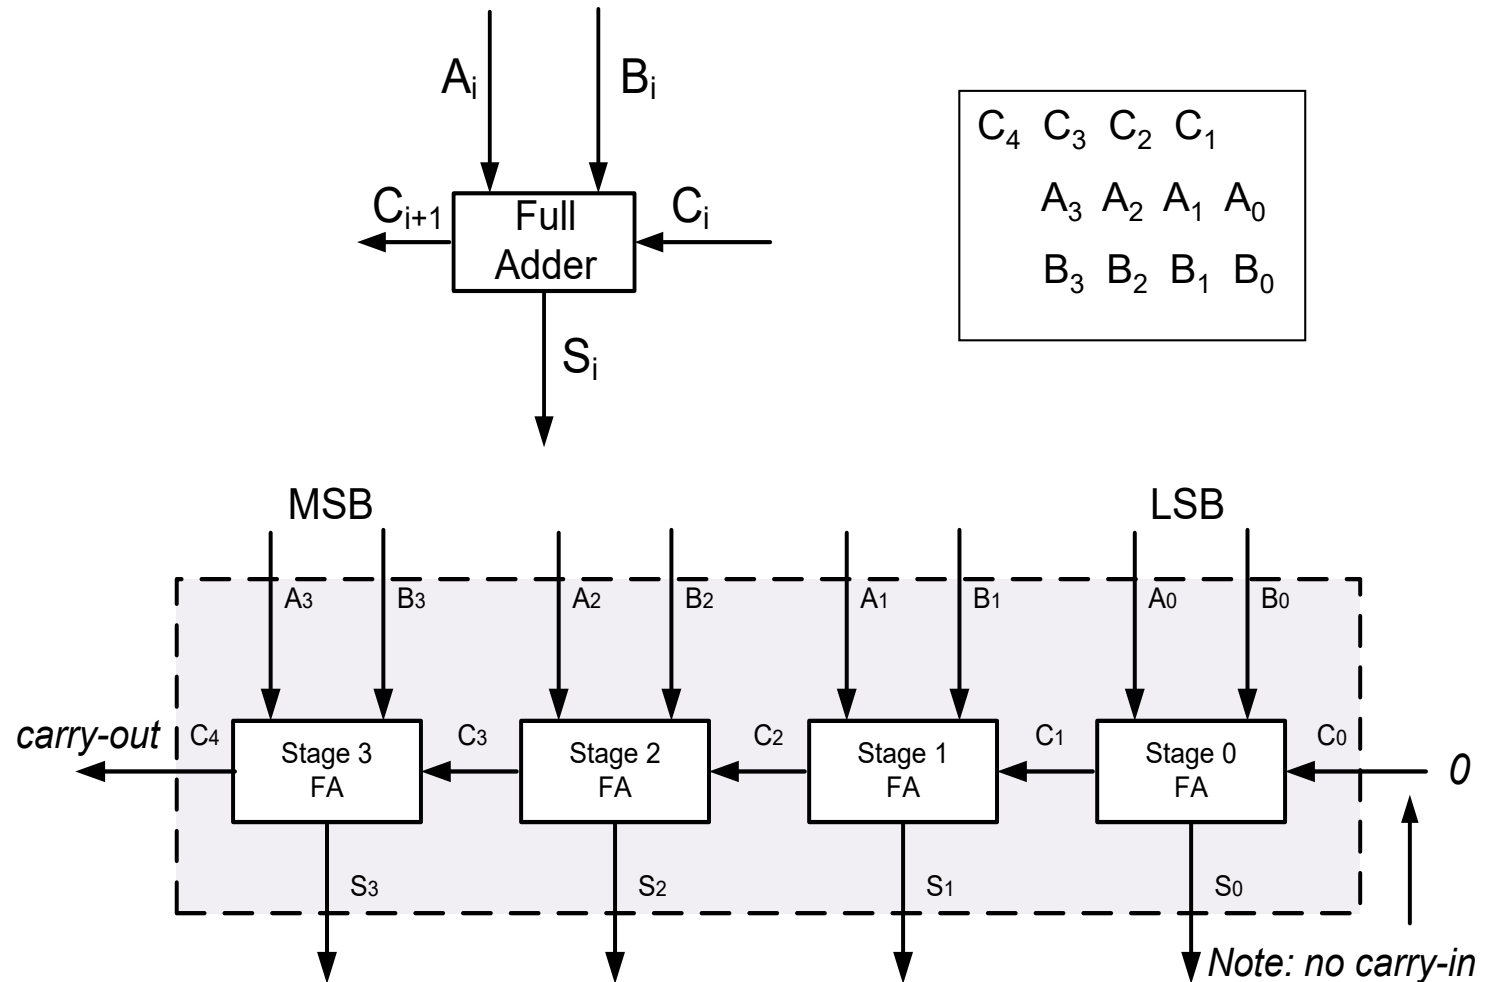 Aᵢ Bᵢ
Cᵢ₊₁ Full Adder Cᵢ
Sᵢ
C₄ C₃ C₂ C₁
A₃ A₂ A₁ A₀
B₃ B₂ B₁ B₀
MSB LSB
A3 B3 A2 B2 A1 B1 A0 B0
carry-out C4 C3 C2 C1 C0 0
Stage 3 Stage 2 Stage 1 Stage 0
FA FA FA FA
S3 S2 S1 S0
Note: no carry-in